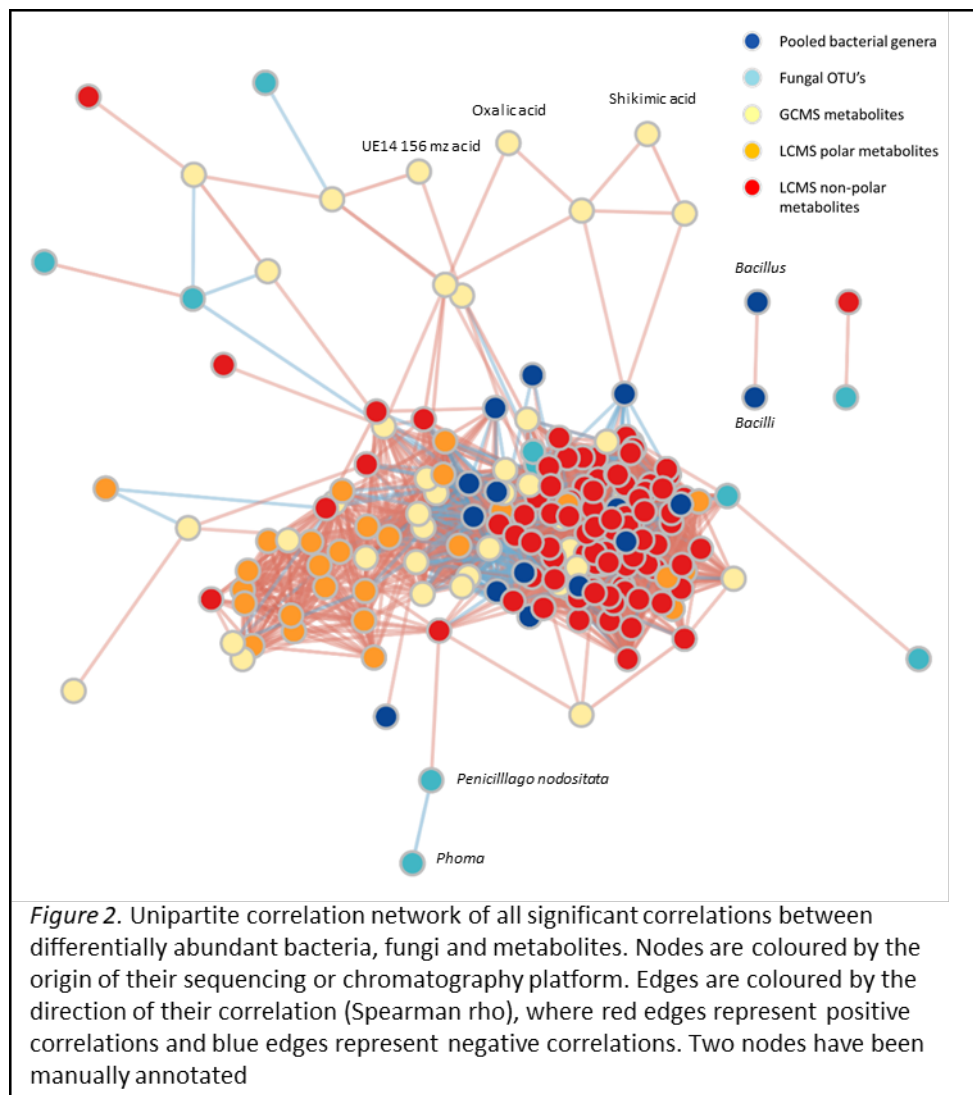 Pooled bacterial genera
Fungal OTU's
GCMS metabolites
LCMS polar metabolites
LCMS non-polar
metabolites
Shikimic acid
Oxalic acid
UE14 156 mz acid
Bacillus
Bacilli
Penicilllago nodositata
Phoma
Figure 2. Unipartite correlation network of all significant correlations between
differentially abundant bacteria, fungi and metabolites. Nodes are coloured by the
origin of their sequencing or chromatography platform. Edges are coloured by the
direction of their correlation (Spearman rho), where red edges represent positive
correlations and blue edges represent negative correlations. Two nodes have been
manually annotated